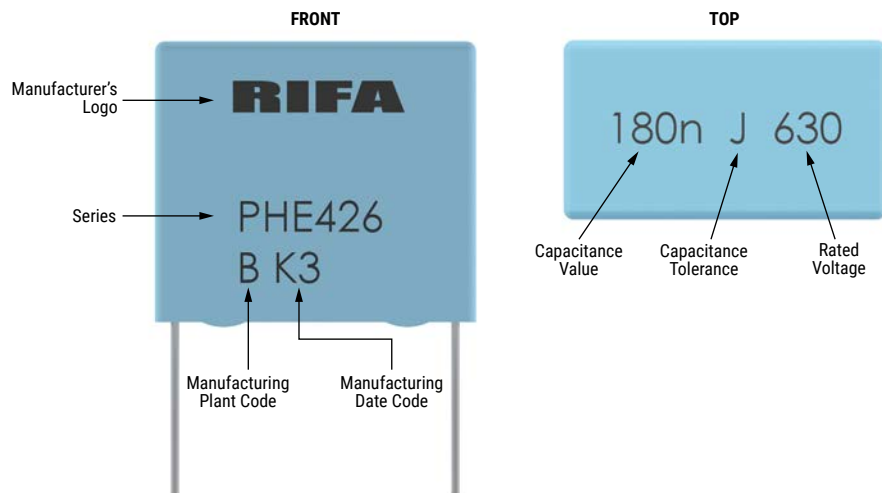 FRONT
TOP
Manufacturer's
Logo
RIFA
Series
PHE426
B K3
Manufacturing
Plant Code
Manufacturing
Date Code
180n J 630
Capacitance
Value
Capacitance
Tolerance
Rated
Voltage